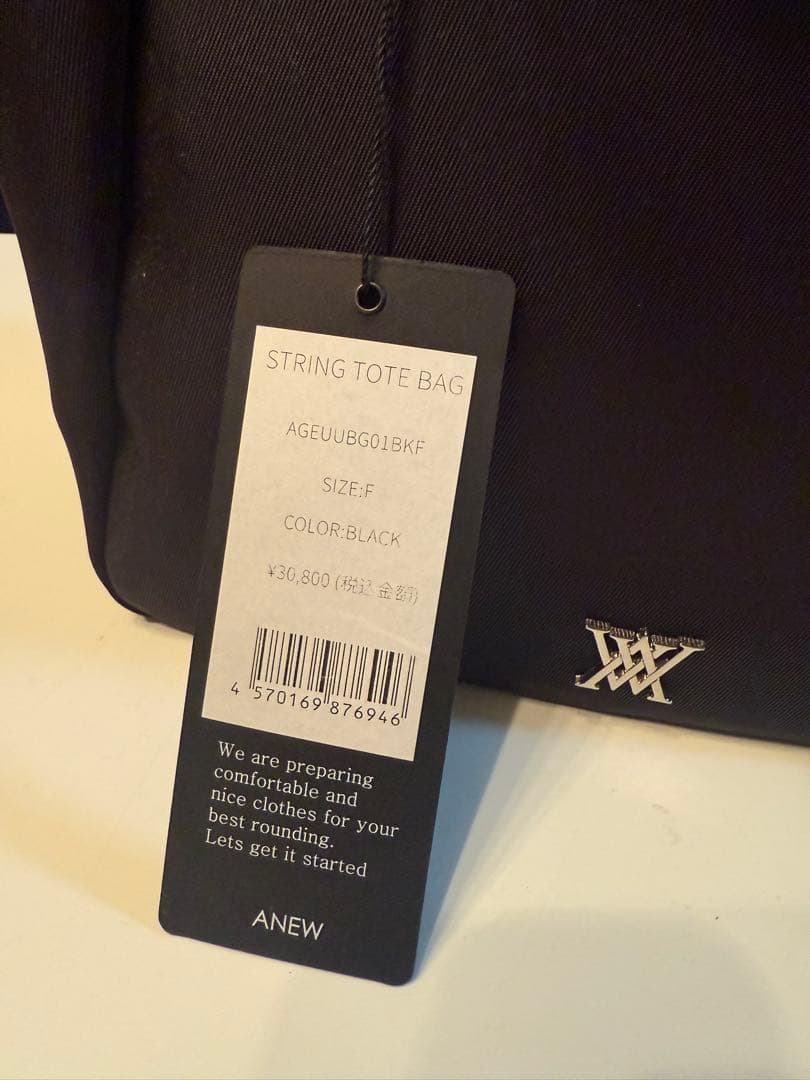 STRING TOTE BAG
AGEUUBG01BKF
SIZE:F
COLOR:BLACK
¥30,800 (税込金額)
4 570169 876946
We are preparing
comfortable and
nice clothes for your
best rounding.
Lets get it started
ANEW